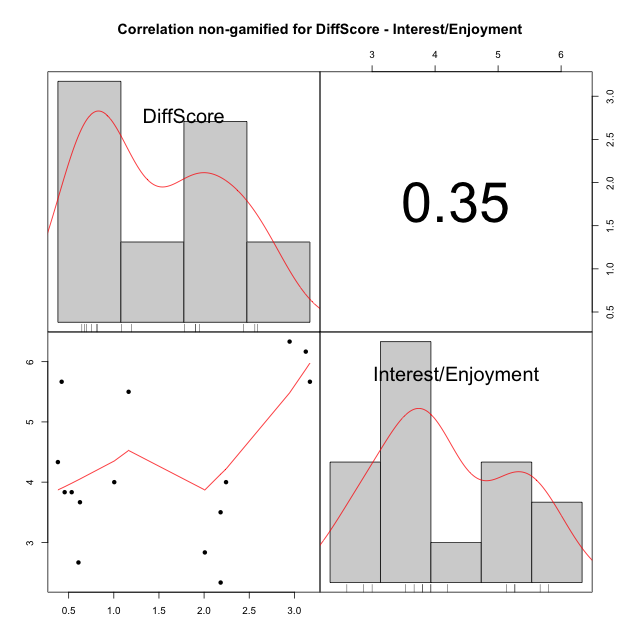 Correlation non-gamified for DiffScore - Interest/Enjoyment
3 4 5 6
DiffScore
0.35
3.0
2.5
2.0
1.5
1.0
0.5
6
5
4
3
Interest/Enjoyment
0.5 1.0 1.5 2.0 2.5 3.0